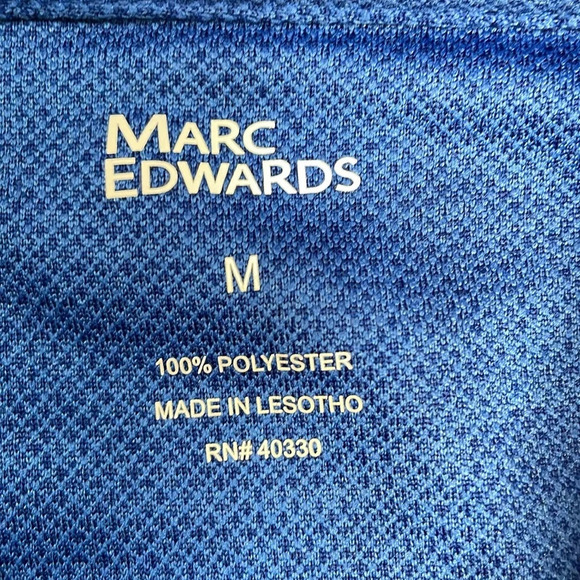 MARC
EDWARDS
M
100% POLYESTER
MADE IN LESOTHO
RN# 40330